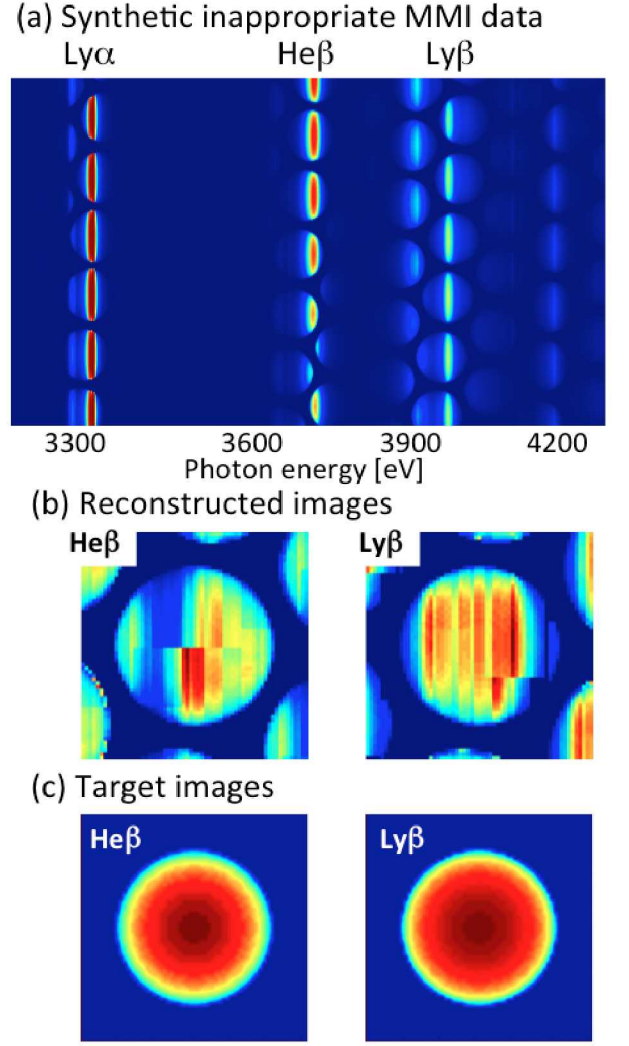 (a) Synthetic inappropriate MMI data
Lyα Heβ Lyβ
3300 3600 3900 4200
Photon energy [eV]
(b) Reconstructed images
Heβ Lyβ
(c) Target images
Heβ Lyβ